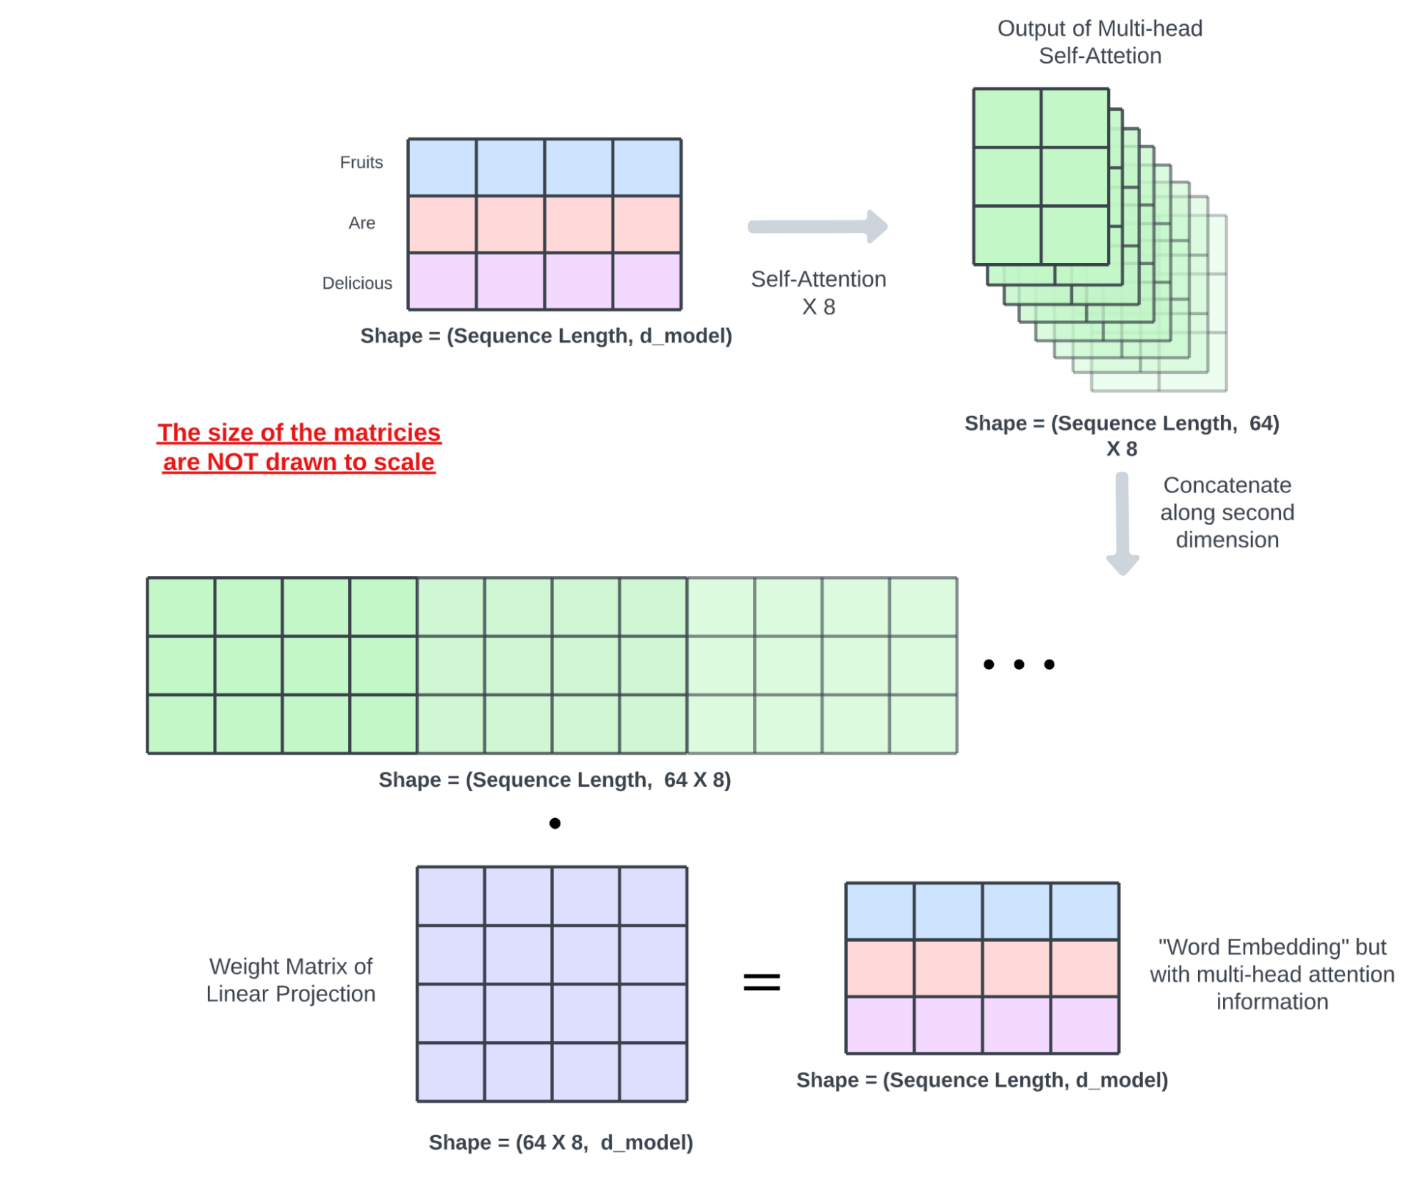 Output of Multi-head
Self-Attetion
Fruits
Are
Delicious
Shape = (Sequence Length, d_model)
Self-Attention
X 8
Shape = (Sequence Length,  64)
X 8
The size of the matricies
are NOT drawn to scale
Concatenate
along second
dimension
Shape = (Sequence Length,  64 X 8)
Weight Matrix of
Linear Projection
=
"Word Embedding" but
with multi-head attention
information
Shape = (Sequence Length, d_model)
Shape = (64 X 8,  d_model)